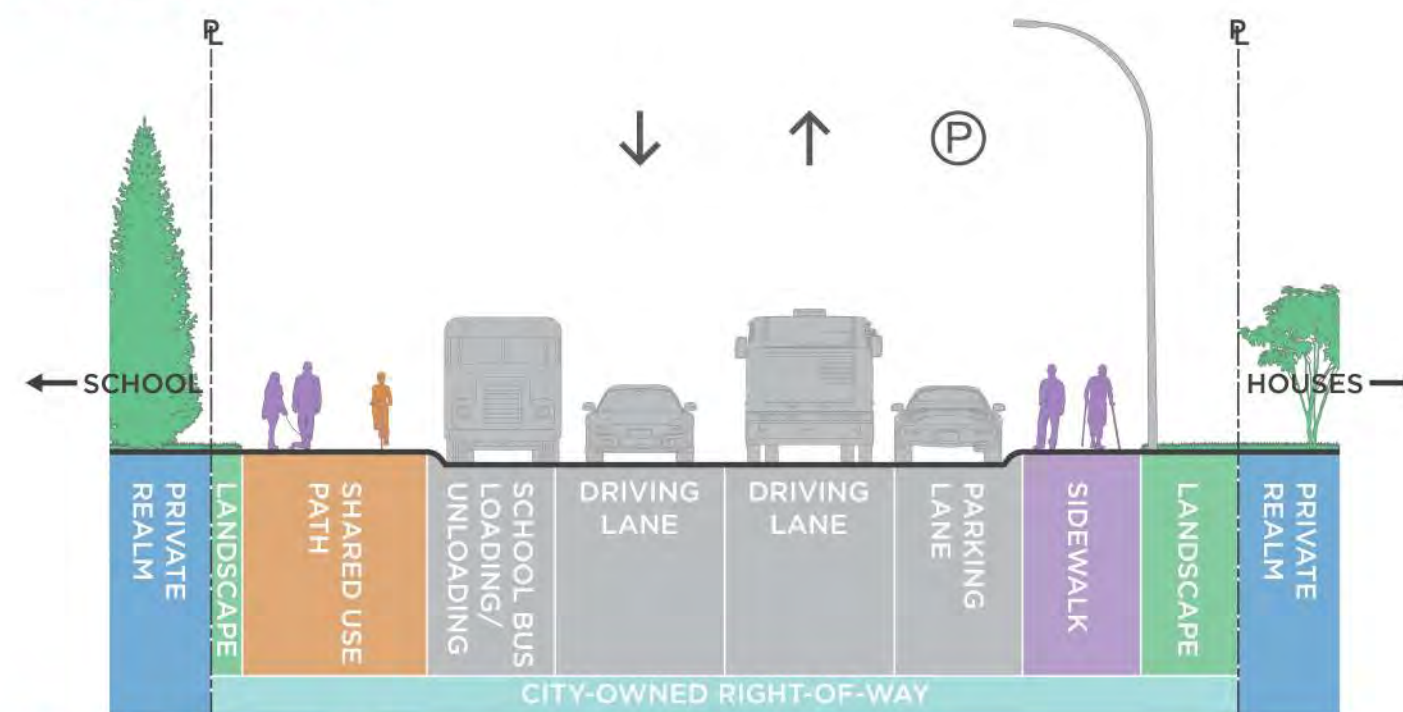 PL
PL
P
SCHOOL
HOUSES
PRIVATE
REALM
LANDSCAPE
SHARED USE
PATH
SCHOOL BUS
LOADING/
UNLOADING
DRIVING
LANE
DRIVING
LANE
PARKING
LANE
SIDEWALK
LANDSCAPE
PRIVATE
REALM
CITY-OWNED RIGHT-OF-WAY